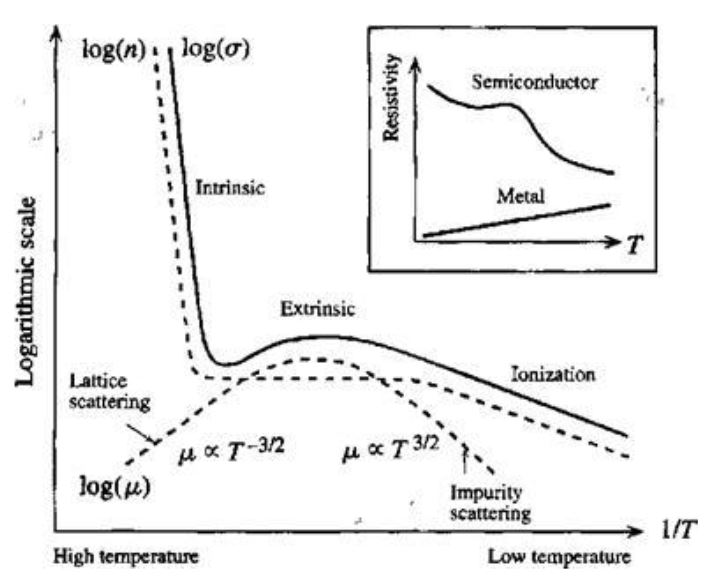 log(n)
log(σ)
Resistivity
Semiconductor
Metal
T
Intrinsic
Logarithmic scale
Extrinsic
Ionization
Lattice
scattering
μ ∝ T^{-3/2}
μ ∝ T^{3/2}
log(μ)
Impurity
scattering
1/T
High temperature
Low temperature